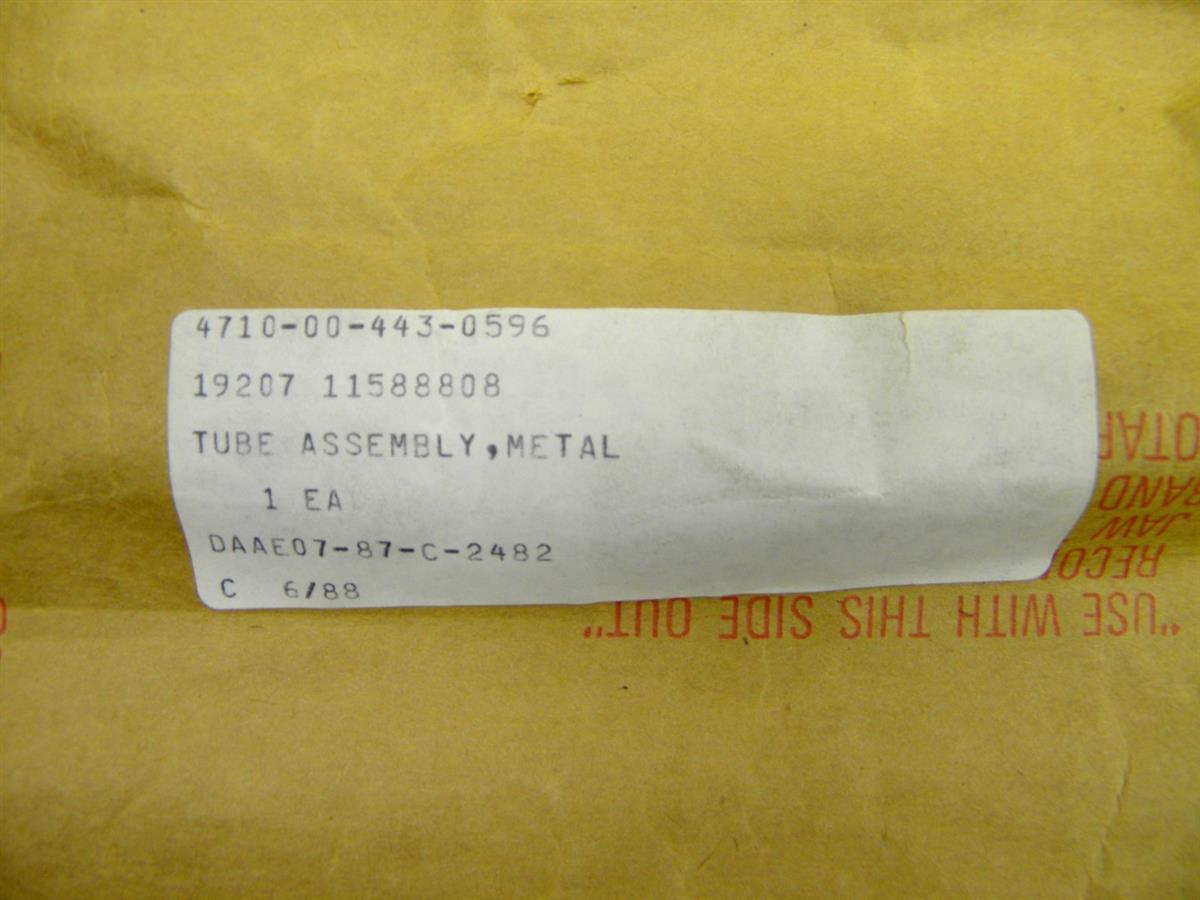 4710-00-443-0596
19207 11588808
TUBE ASSEMBLY,METAL
1 EA
DAAE07-87-C-2482
C 6/88
"USE WITH THIS SIDE OUT"
JAW